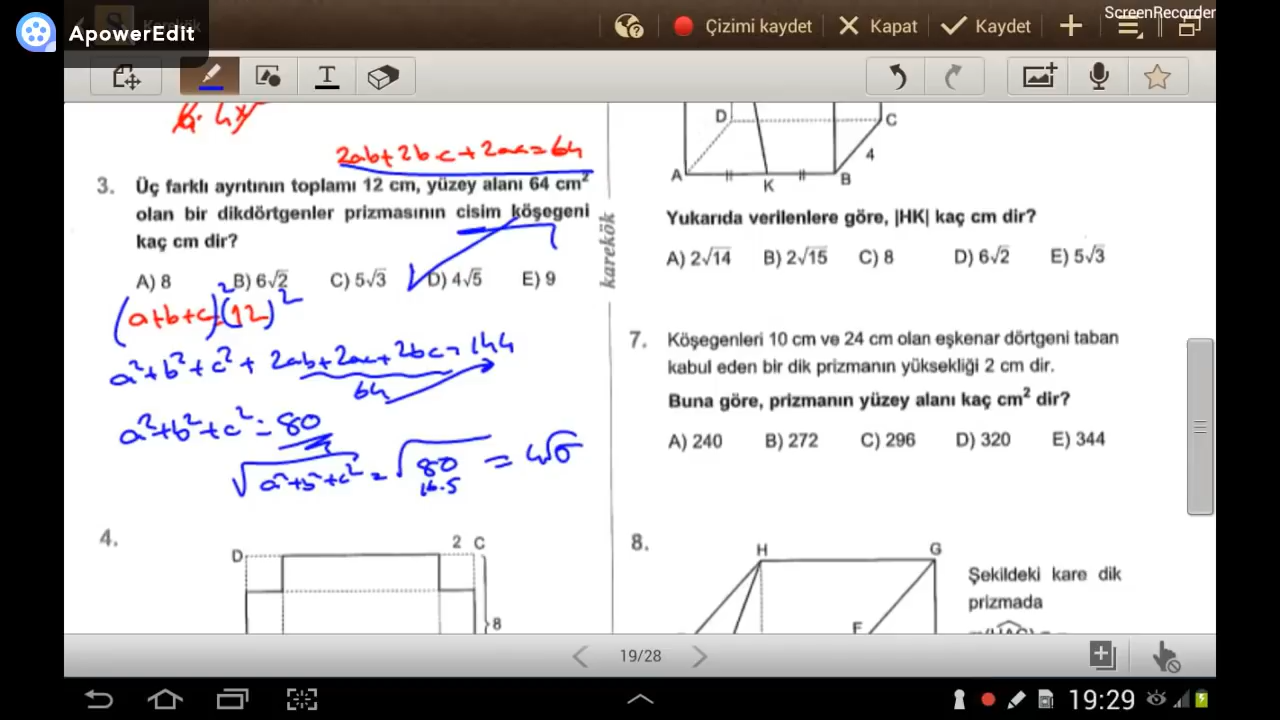 ScreenRecorder
ApowerEdit
Çizimi kaydet
Kapat
Kaydet
T
2ab+2bc+2ac=64
3. Üç farklı ayrıtının toplamı 12 cm, yüzey alanı 64 cm²
olan bir dikdörtgenler prizmasının cisim köşegeni
kaç cm dir?
A) 8 B) 6√2 C) 5√3 D) 4√5 E) 9
(a+b+c)²=(12)²
a²+b²+c²+2ab+2ac+2bc=144
64
a²+b²+c²=80
√a²+b²+c² = √80 = 4√5
16.5
4.
D 2 C
8
karekök
D C
4
A K B
Yukarıda verilenlere göre, |HK| kaç cm dir?
A) 2√14 B) 2√15 C) 8 D) 6√2 E) 5√3
7. Köşegenleri 10 cm ve 24 cm olan eşkenar dörtgeni taban
kabul eden bir dik prizmanın yüksekliği 2 cm dir.
Buna göre, prizmanın yüzey alanı kaç cm² dir?
A) 240 B) 272 C) 296 D) 320 E) 344
8.
H G
F
Şekildeki kare dik
prizmada
19/28
19:29